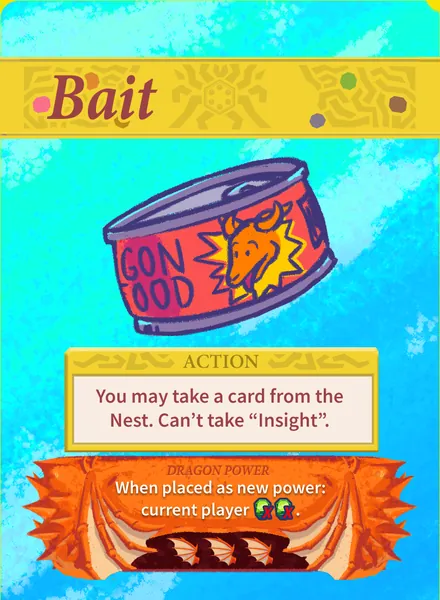 Bait
GON
OOD
ACTION
You may take a card from the
Nest. Can’t take “Insight”.
DRAGON POWER
When placed as new power:
current player .